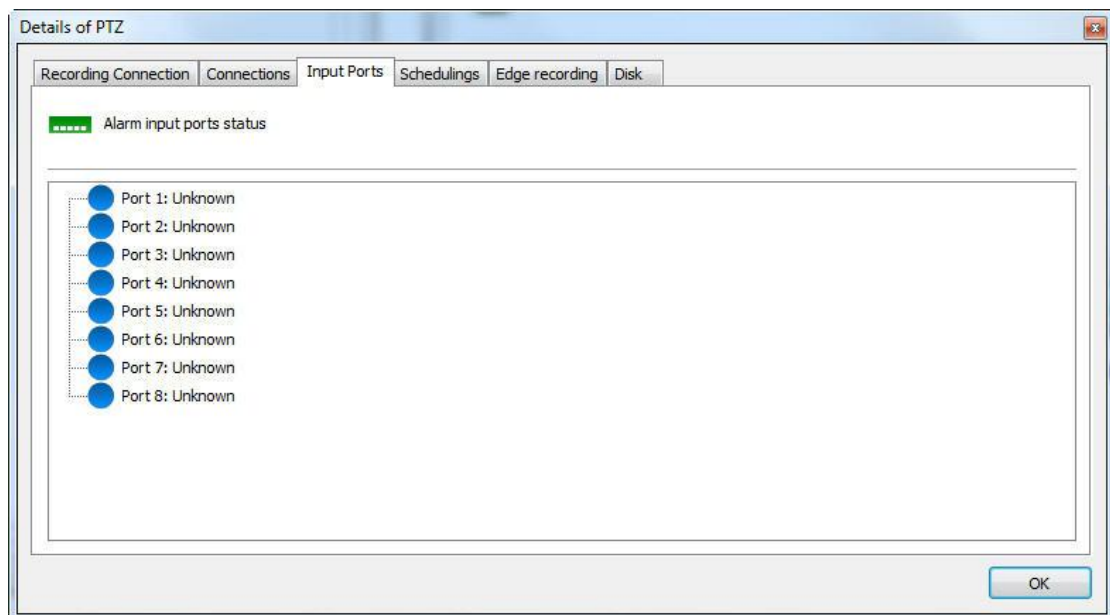 Details of PTZ
Recording Connection Connections Input Ports Schedulings Edge recording Disk
Alarm input ports status
Port 1: Unknown
Port 2: Unknown
Port 3: Unknown
Port 4: Unknown
Port 5: Unknown
Port 6: Unknown
Port 7: Unknown
Port 8: Unknown
OK